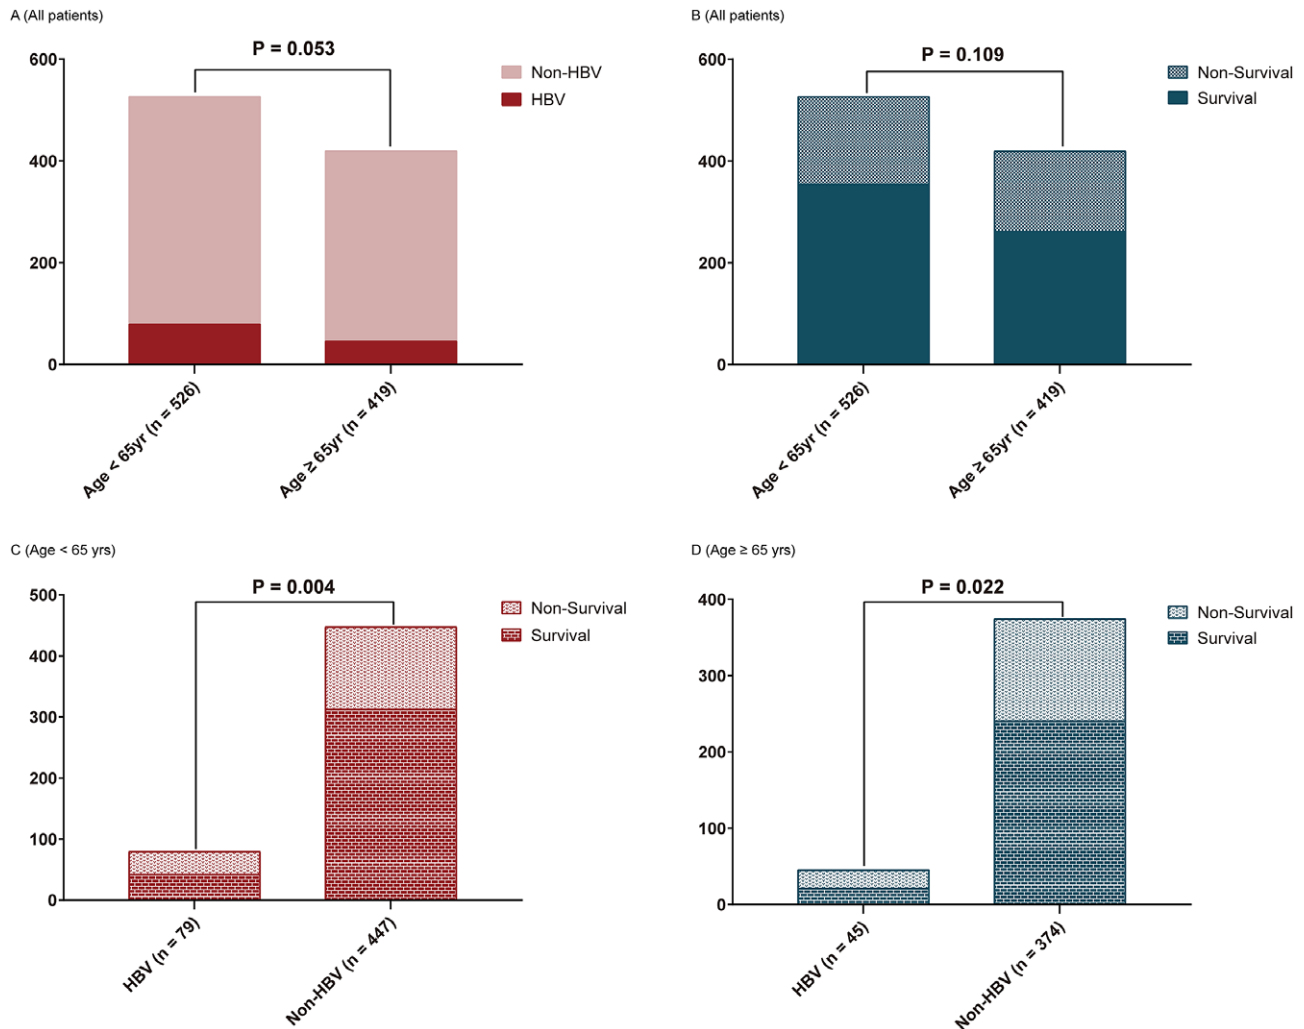 A (All patients)
P = 0.053
600
400
200
0
Non-HBV
HBV
Age < 65yr (n = 526)
Age ≥ 65yr (n = 419)
B (All patients)
P = 0.109
600
400
200
0
Non-Survival
Survival
Age < 65yr (n = 526)
Age ≥ 65yr (n = 419)
C (Age < 65 yrs)
P = 0.004
500
400
300
200
100
0
Non-Survival
Survival
HBV (n = 79)
Non-HBV (n = 447)
D (Age ≥ 65 yrs)
P = 0.022
400
300
200
100
0
Non-Survival
Survival
HBV (n = 45)
Non-HBV (n = 374)